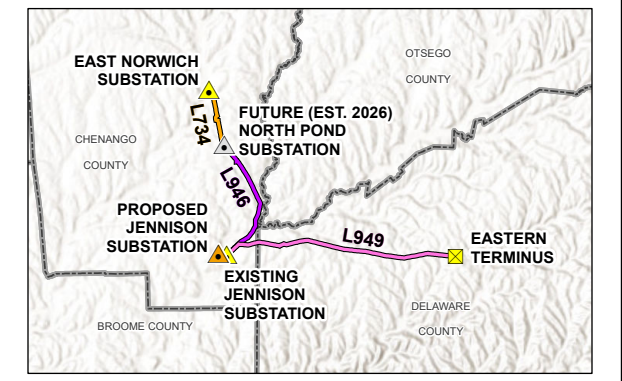 OTSEGO
COUNTY
EAST NORWICH
SUBSTATION
L734
FUTURE (EST. 2026)
NORTH POND
SUBSTATION
CHENANGO
COUNTY
L946
PROPOSED
JENNISON
SUBSTATION
L949
EASTERN
TERMINUS
EXISTING
JENNISON
SUBSTATION
DELAWARE
COUNTY
BROOME COUNTY